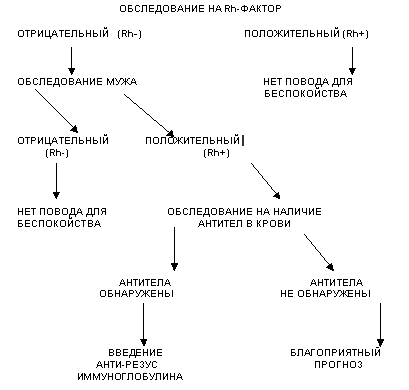 ОБСЛЕДОВАНИЕ НА Rh-ФАКТОР
ОТРИЦАТЕЛЬНЫЙ (Rh-)
ПОЛОЖИТЕЛЬНЫЙ (Rh+)
ОБСЛЕДОВАНИЕ МУЖА
НЕТ ПОВОДА ДЛЯ
БЕСПОКОЙСТВА
ОТРИЦАТЕЛЬНЫЙ
(Rh-)
ПОЛОЖИТЕЛЬНЫЙ
(Rh+)
НЕТ ПОВОДА ДЛЯ
БЕСПОКОЙСТВА
ОБСЛЕДОВАНИЕ НА НАЛИЧИЕ
АНТИТЕЛ В КРОВИ
АНТИТЕЛА
ОБНАРУЖЕНЫ
АНТИТЕЛА
НЕ ОБНАРУЖЕНЫ
ВВЕДЕНИЕ
АНТИ-РЕЗУС
ИММУНОГЛОБУЛИНА
БЛАГОПРИЯТНЫЙ
ПРОГНОЗ